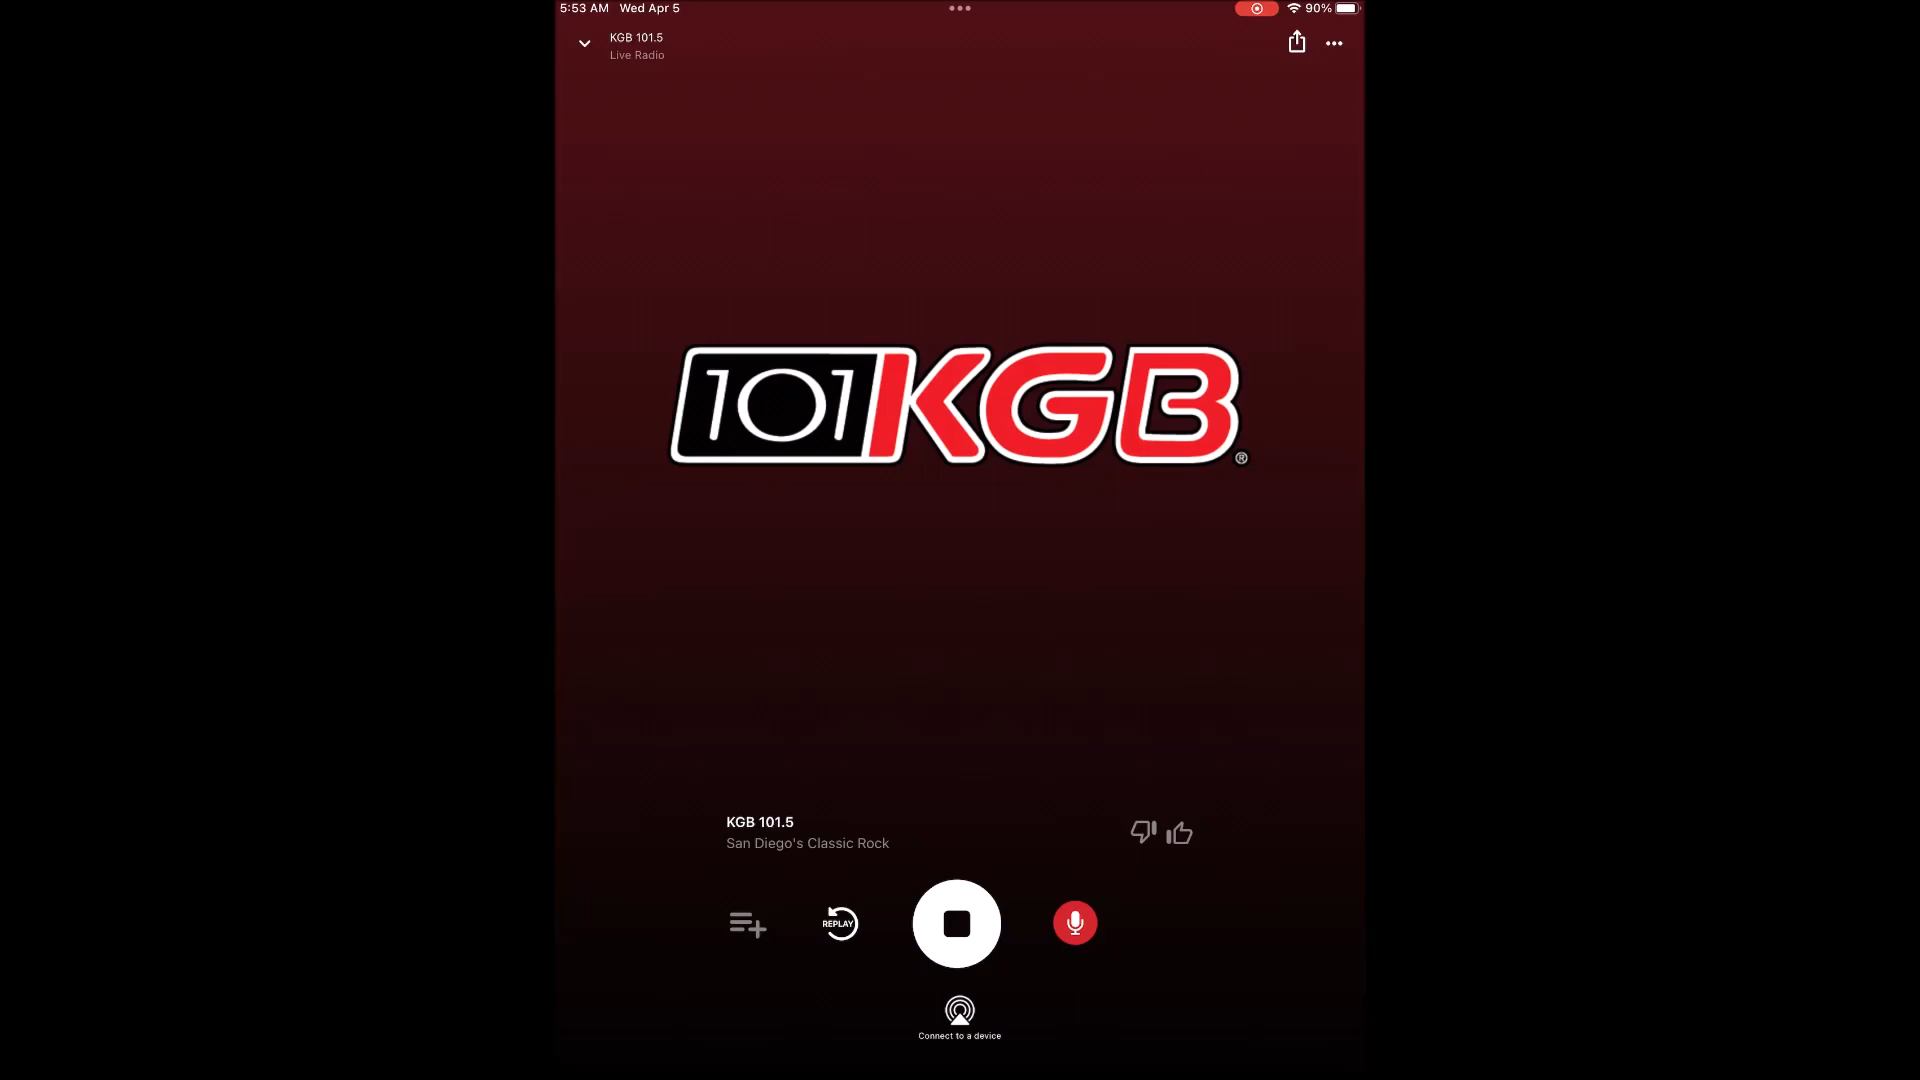 5:53 AM Wed Apr 5
90%
KGB 101.5
Live Radio
101KGB®
KGB 101.5
San Diego's Classic Rock
REPLAY
Connect to a device